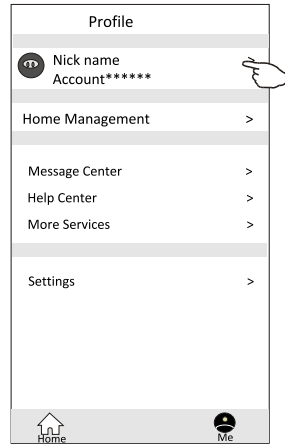 Profile
Nick name
Account******
Home Management >
Message Center >
Help Center >
More Services >
Settings >
Home
Me